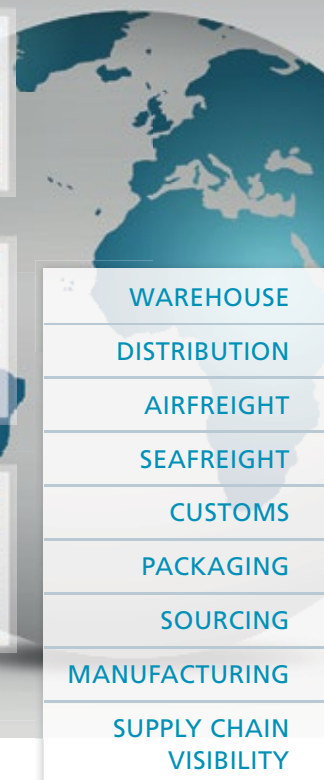 WAREHOUSE
DISTRIBUTION
AIRFREIGHT
SEAFREIGHT
CUSTOMS
PACKAGING
SOURCING
MANUFACTURING
SUPPLY CHAIN
VISIBILITY